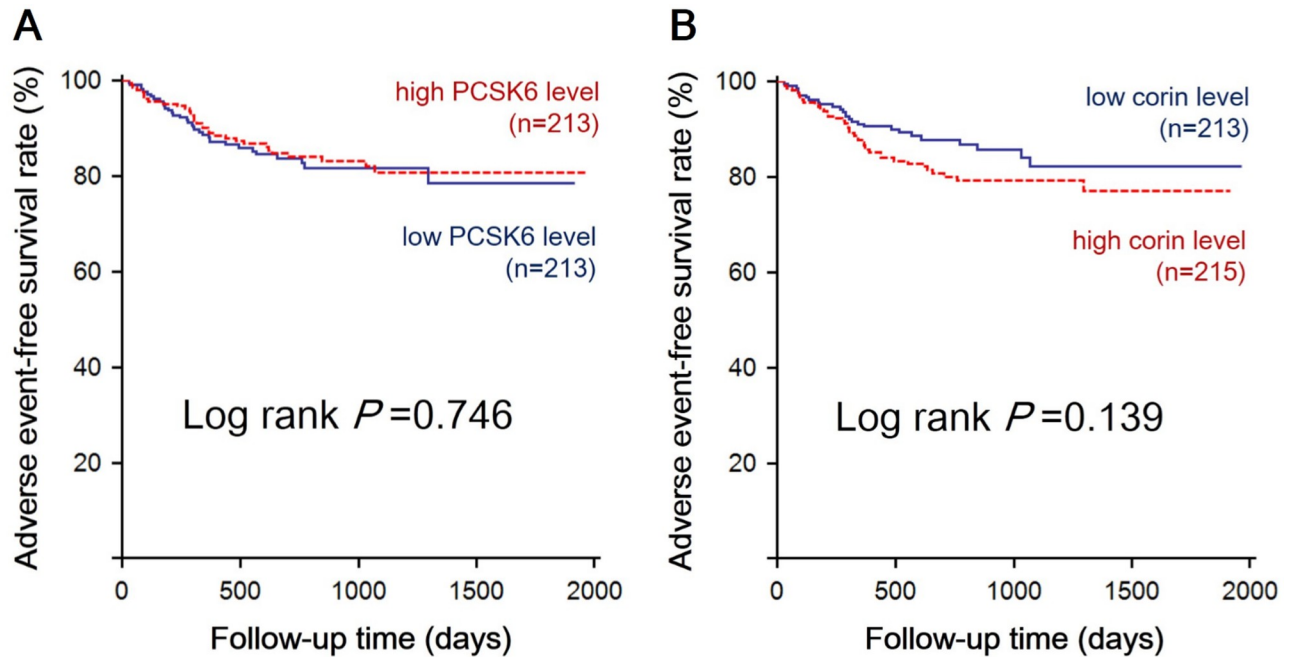 A
Adverse event-free survival rate (%)
100
80
60
40
20
high PCSK6 level
(n=213)
low PCSK6 level
(n=213)
Log rank P=0.746
0 500 1000 1500 2000
Follow-up time (days)
B
Adverse event-free survival rate (%)
100
80
60
40
20
low corin level
(n=213)
high corin level
(n=215)
Log rank P=0.139
0 500 1000 1500 2000
Follow-up time (days)